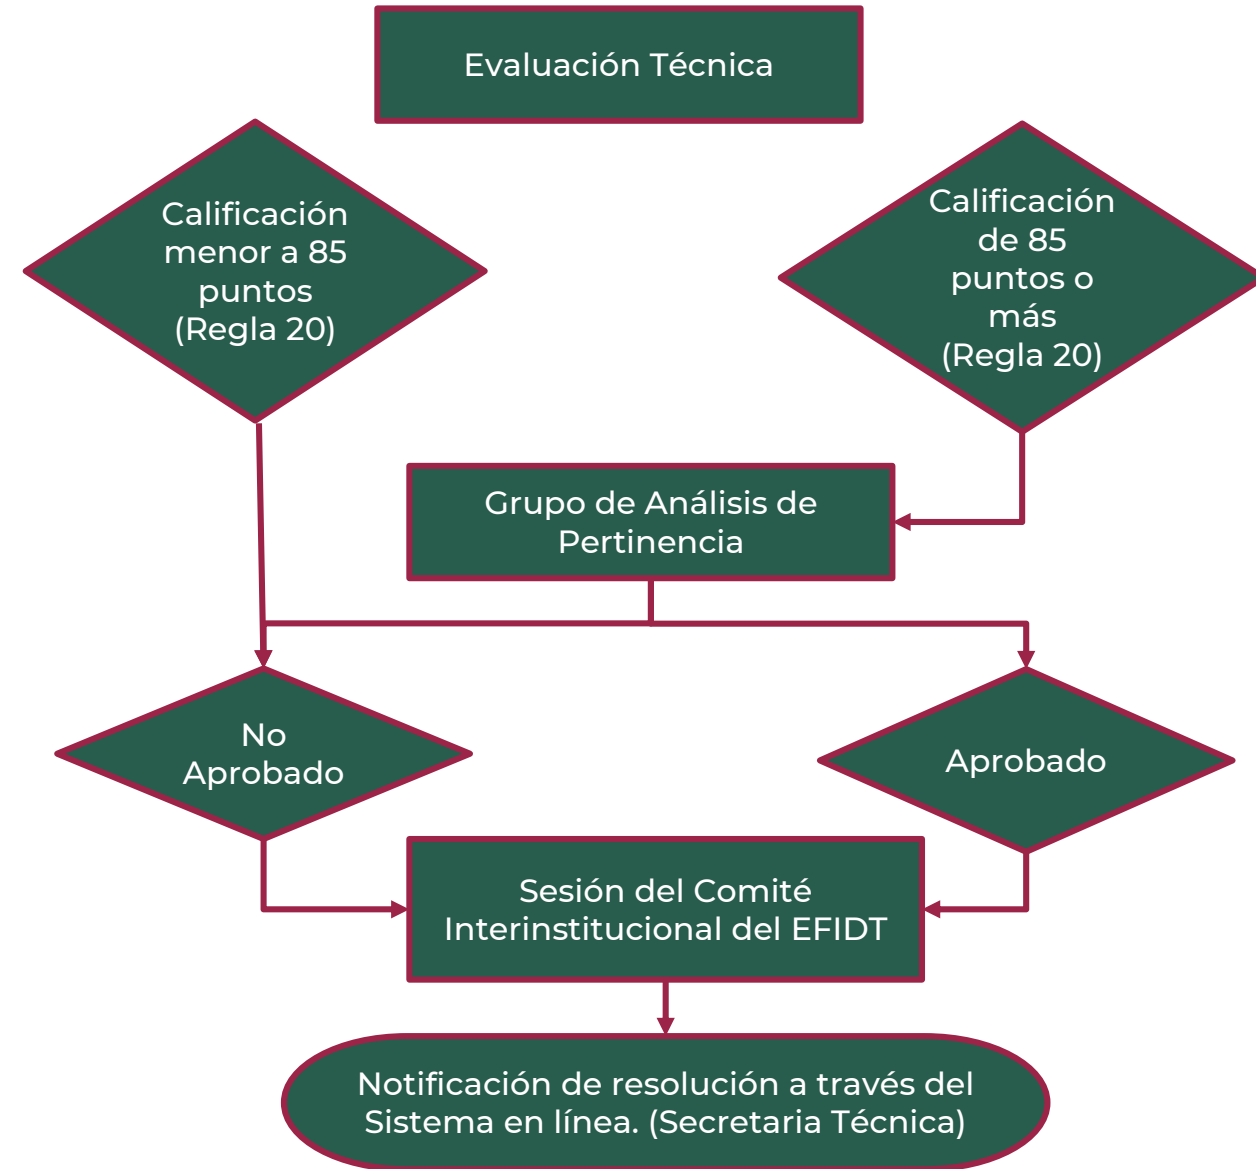 Evaluación Técnica
Calificación
menor a 85
puntos
(Regla 20)
Calificación
de 85
puntos o
más
(Regla 20)
Grupo de Análisis de
Pertinencia
No
Aprobado
Aprobado
Sesión del Comité
Interinstitucional del EFIDT
Notificación de resolución a través del
Sistema en línea. (Secretaria Técnica)